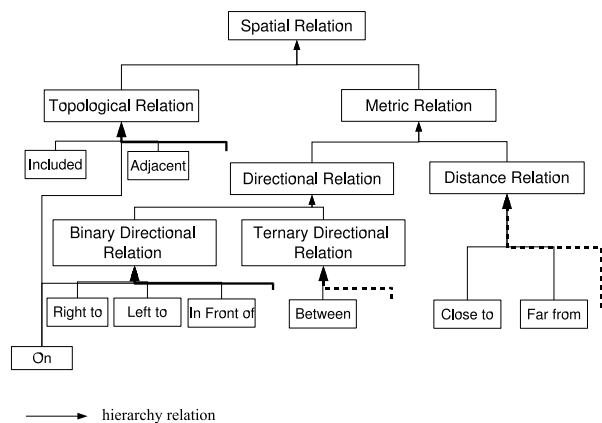 Spatial Relation
Topological Relation
Metric Relation
Included
Adjacent
Directional Relation
Distance Relation
Binary Directional
Relation
Ternary Directional
Relation
Right to
Left to
In Front of
Between
Close to
Far from
On
hierarchy relation